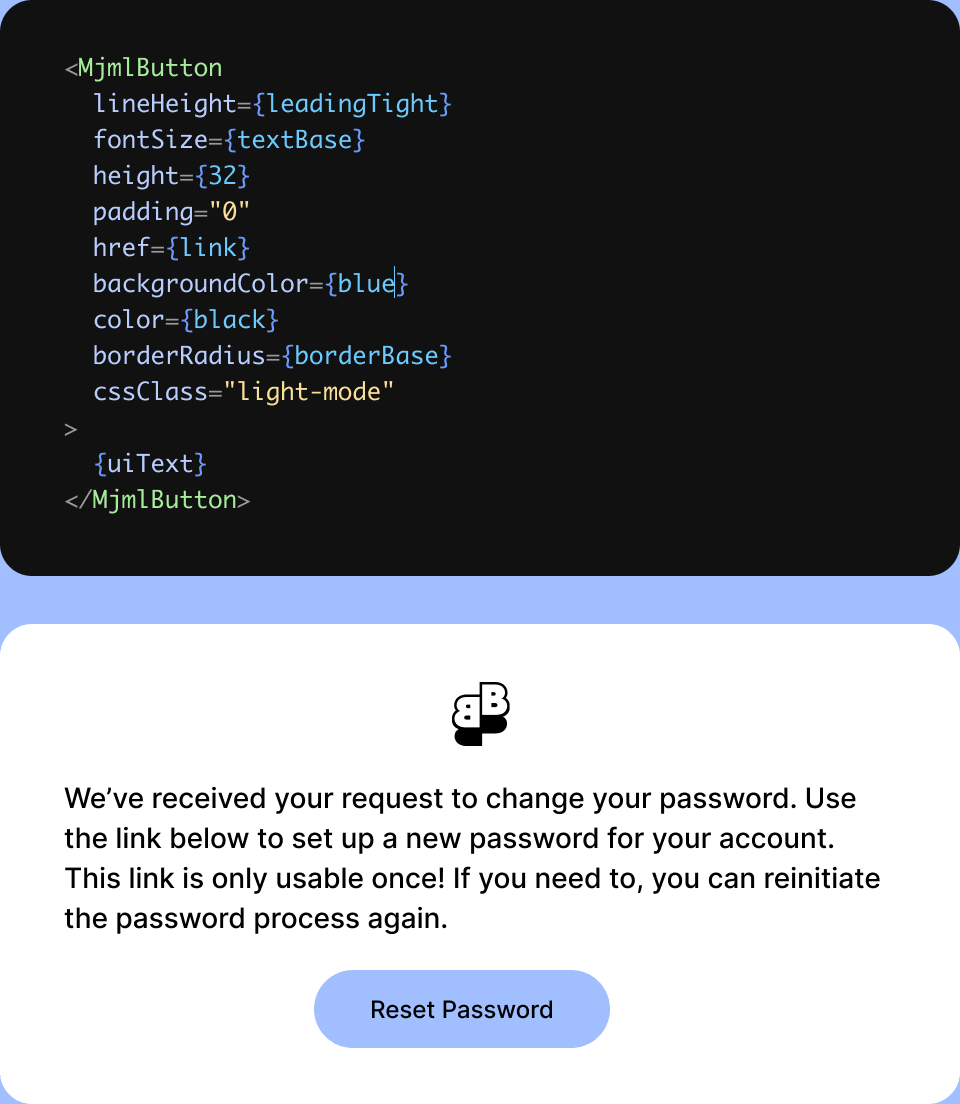 <MjmlButton
lineHeight={leadingTight}
fontSize={textBase}
height={32}
padding="0"
href={link}
backgroundColor={blue}
color={black}
borderRadius={borderBase}
cssClass="light-mode"
>
{uiText}
</MjmlButton>
BB
We’ve received your request to change your password. Use
the link below to set up a new password for your account.
This link is only usable once! If you need to, you can reinitiate
the password process again.
Reset Password